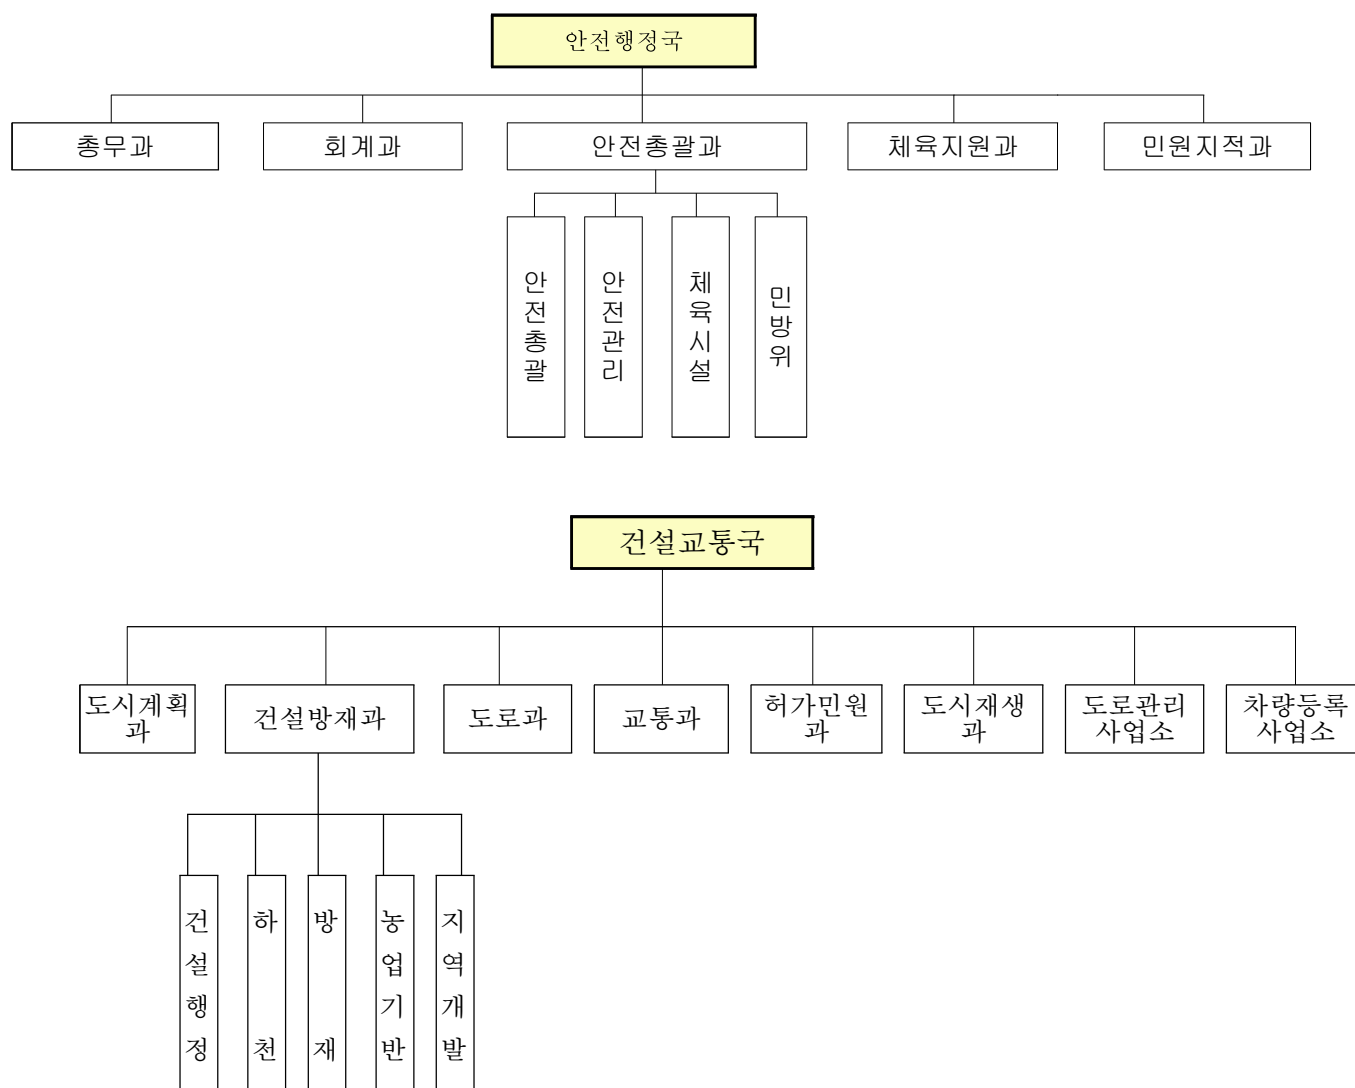 안전행정국
총무과
회계과
안전총괄과
체육지원과
민원지적과
안전총괄
안전관리
체육시설
민방위
건설교통국
도시계획
과
건설방재과
도로과
교통과
허가민원
과
도시재생
과
도로관리
사업소
차량등록
사업소
건설행정
하천
방재
농업기반
지역개발